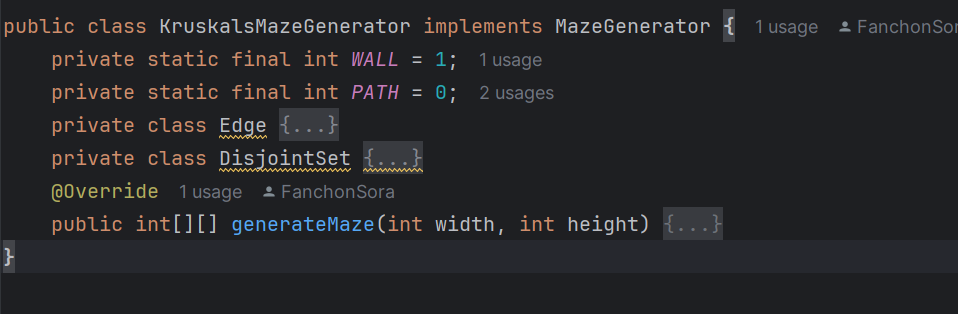 public class KruskalsMazeGenerator implements MazeGenerator { 1 usage FanchonSor
private static final int WALL = 1; 1 usage
private static final int PATH = 0; 2 usages
private class Edge {...}
private class DisjointSet {...}
@Override 1 usage FanchonSora
public int[][] generateMaze(int width, int height) {...}
}